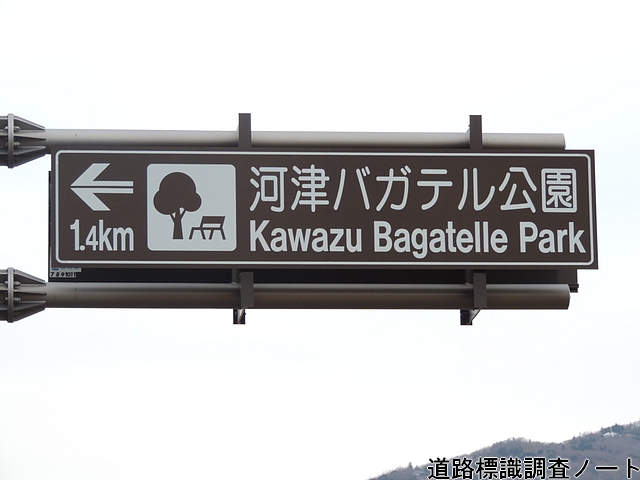 河津バガテル公園
1.4km
Kawazu Bagatelle Park
道路標識調査ノート